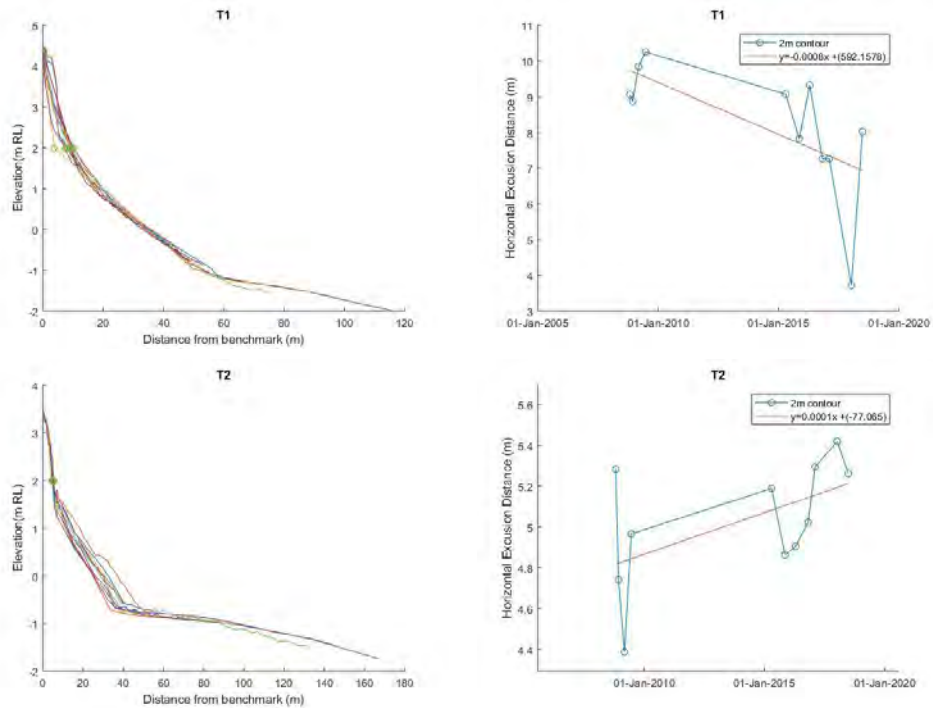 T1
5
4
3
2
1
0
-1
-2
Elevation(m RL)
0 20 40 60 80 100 120
Distance from benchmark (m)
T1
11
10
9
8
7
6
5
4
3
Horizontal Excusion Distance (m)
2m contour
y=-0.0008x +(592.1578)
01-Jan-2005 01-Jan-2010 01-Jan-2015 01-Jan-2020
T2
4
3
2
1
0
-1
-2
Elevation(m RL)
0 20 40 60 80 100 120 140 160 180
Distance from benchmark (m)
T2
5.6
5.4
5.2
5
4.8
4.6
4.4
Horizontal Excusion Distance (m)
2m contour
y=0.0001x +(-77.065)
01-Jan-2010 01-Jan-2015 01-Jan-2020